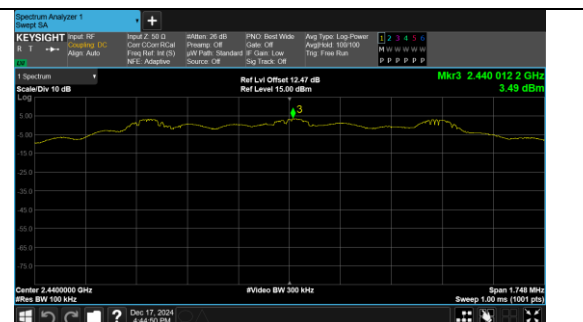 Spectrum Analyzer 1
Swept SA
KEYSIGHT Input: RF Input Z: 50 Ω #Atten: 26 dB PNO: Best Wide Avg Type: Log-Power 1 2 3 4 5 6
R T Coupling: DC Corr CCorr RCal Preamp: Off Gate: Off Avg|Hold: 100/100 M W W W W W
Align: Auto Freq Ref: Int (S) µW Path: Standard IF Gain: Low Trig: Free Run
NFE: Adaptive Source: Off Sig Track: Off P P P P P P
1 Spectrum Ref Lvl Offset 12.47 dB Mkr3 2.440 012 2 GHz
Scale/Div 10 dB Ref Level 15.00 dBm 3.49 dBm
Log
3
5.00
-5.00
-15.0
-25.0
-35.0
-45.0
-55.0
-65.0
-75.0
Center 2.4400000 GHz #Video BW 300 kHz Span 1.748 MHz
#Res BW 100 kHz Sweep 1.00 ms (1001 pts)
? Dec 17, 2024
4:44:50 PM